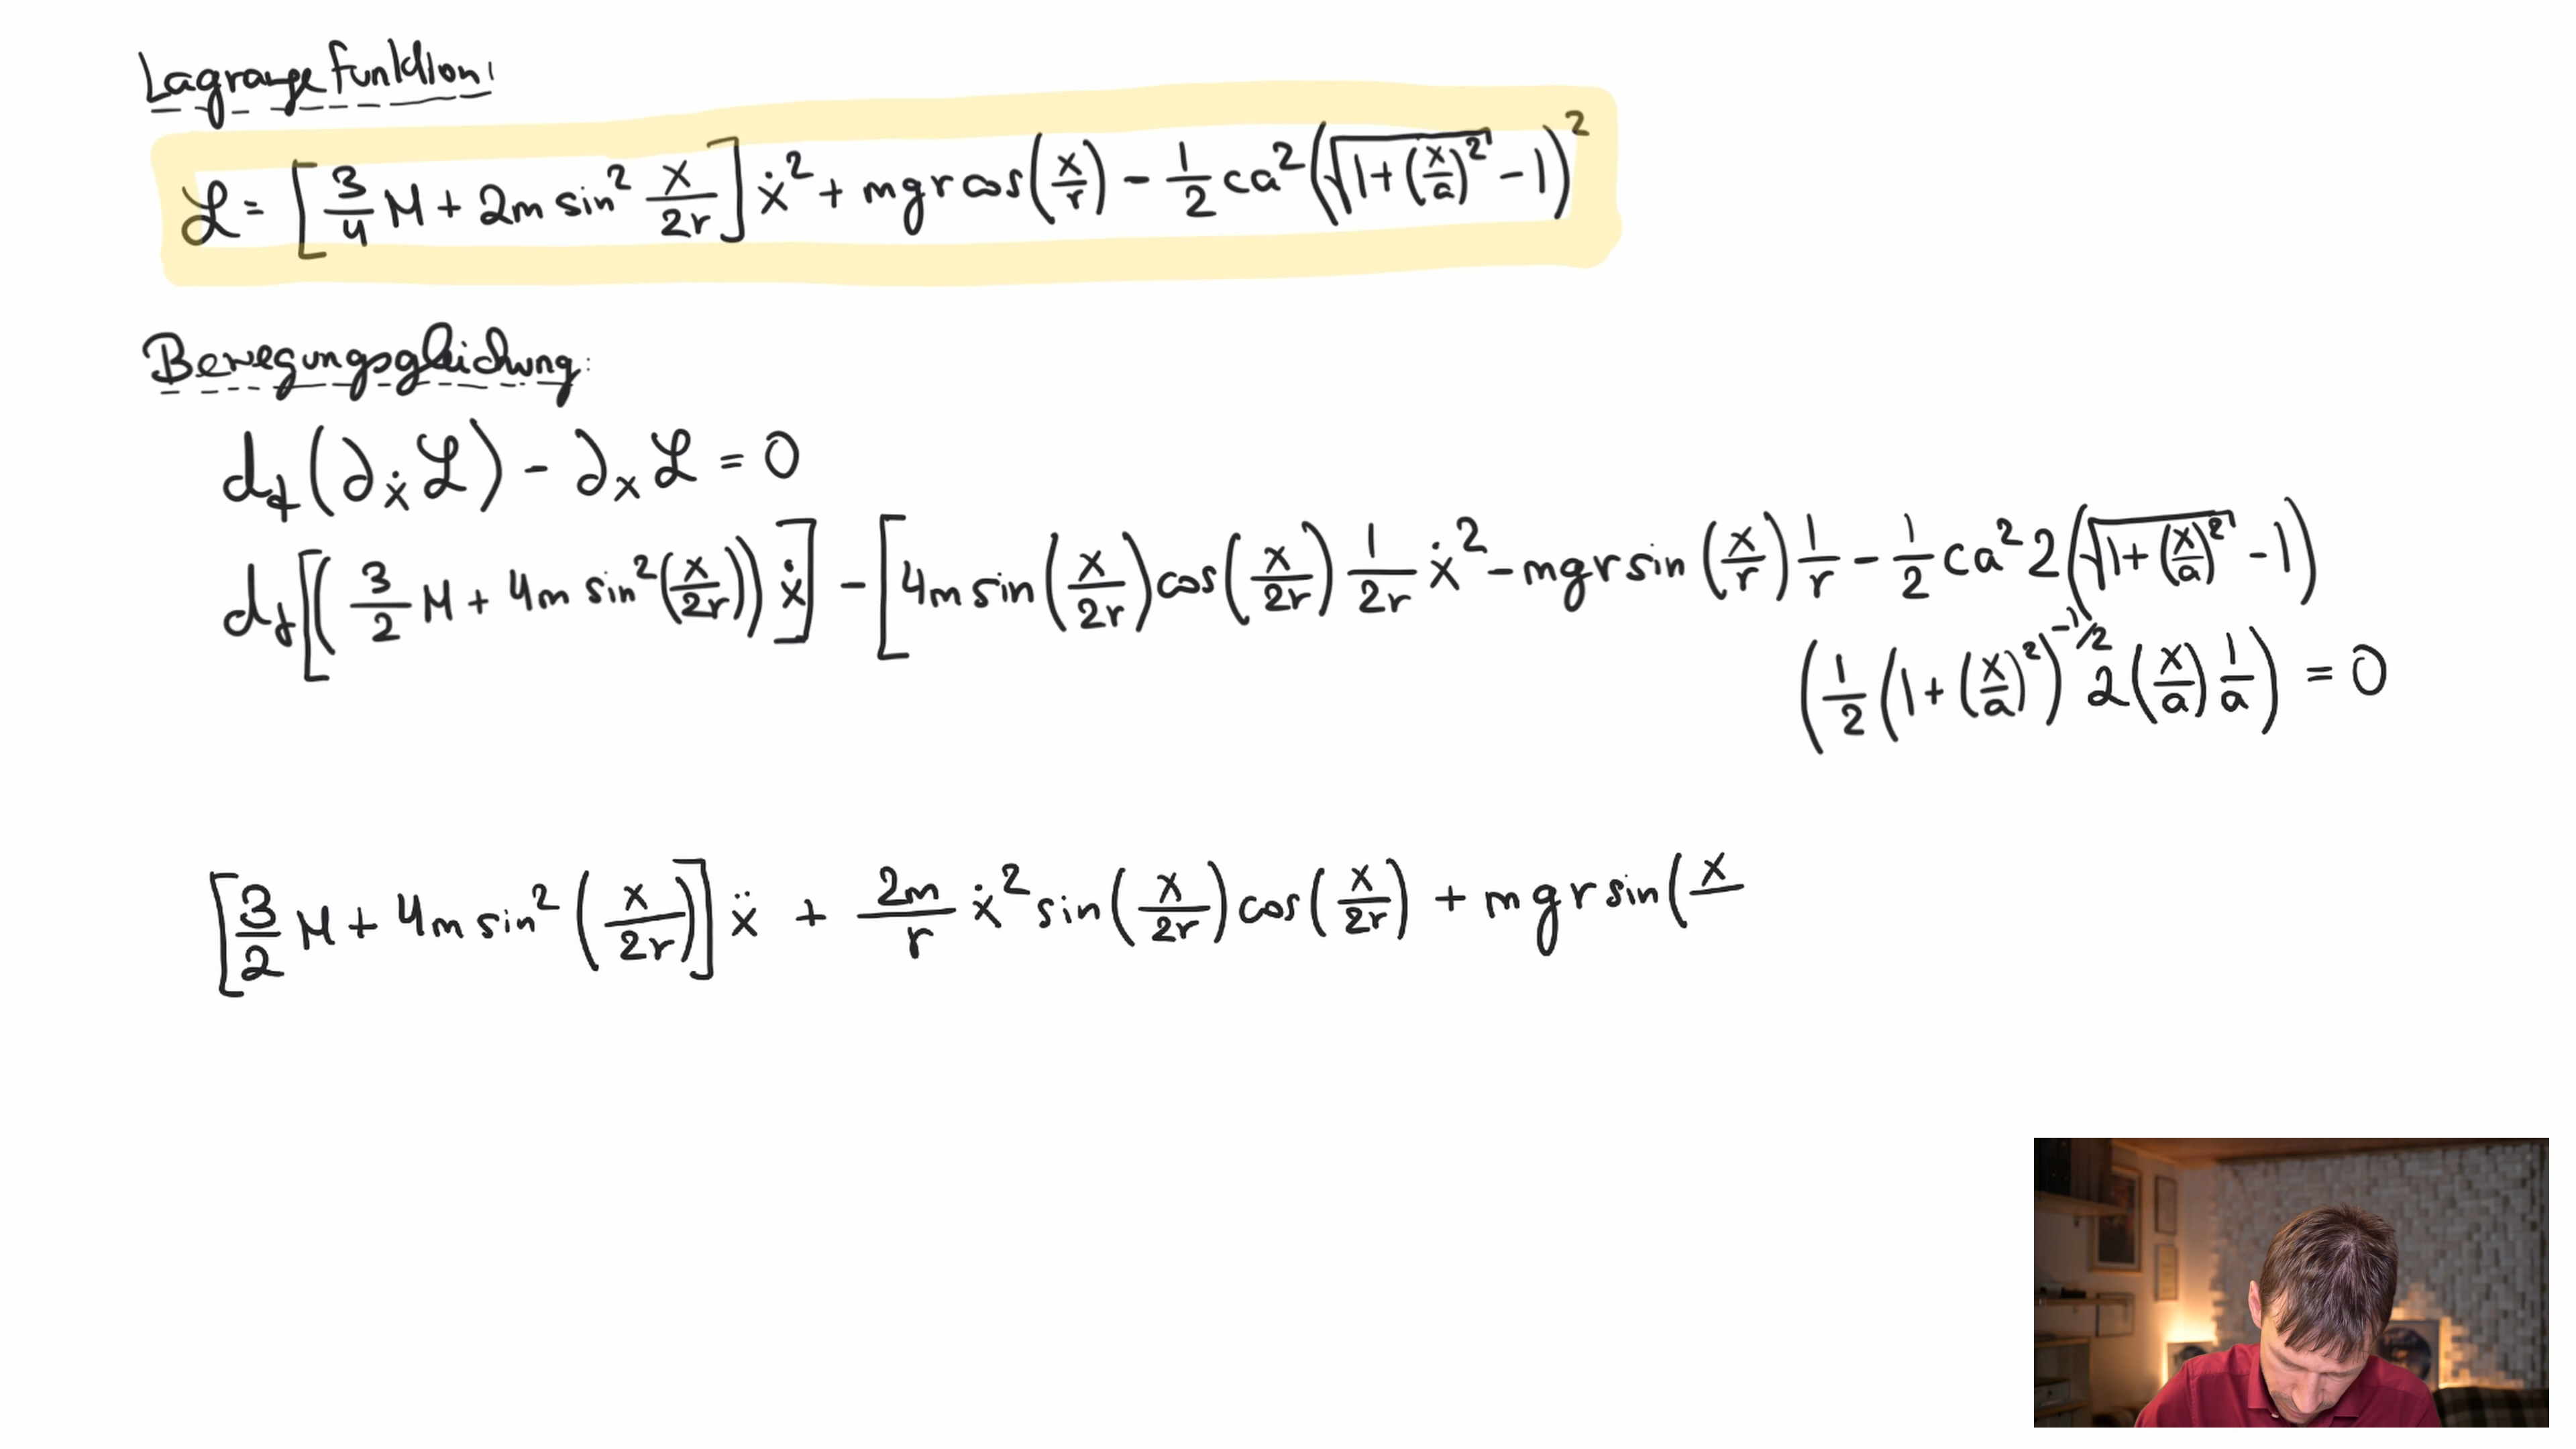 Lagrangefunktion:
ℒ = [3/4 M + 2m sin² x/2r] ẋ² + mgr cos(x/r) - 1/2 ca² (√(1+(x/a)²) - 1)²
Bewegungsgleichung:
d_t(∂_ẋ ℒ) - ∂_x ℒ = 0
d_t[(3/2 M + 4m sin²(x/2r)) ẋ] - [4m sin(x/2r) cos(x/2r) 1/2r ẋ² - mgr sin(x/r) 1/r - 1/2 ca² 2(√(1+(x/a)²) - 1)
(1/2 (1+(x/a)²)^-1/2 2(x/a) 1/a) = 0
[3/2 M + 4m sin²(x/2r)] ẍ + 2m/r ẋ² sin(x/2r) cos(x/2r) + mgr sin(x/